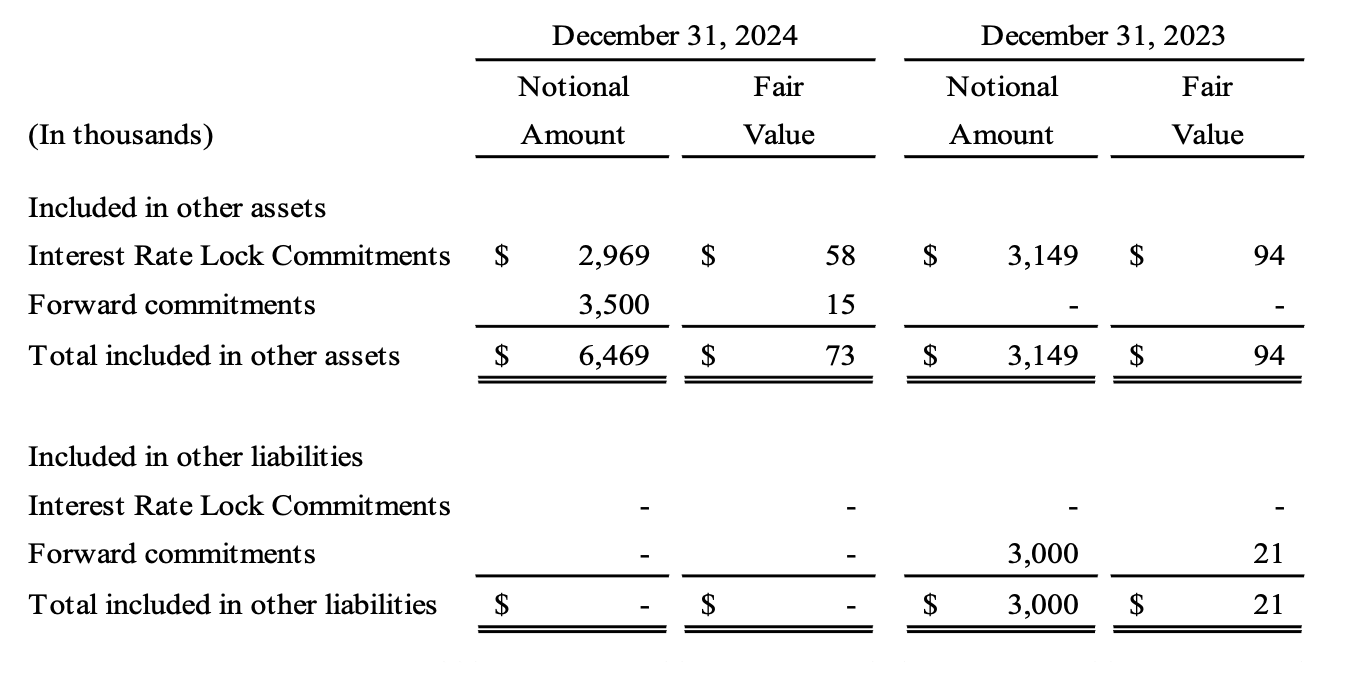 December 31, 2024 December 31, 2023
Notional Fair Notional Fair
(In thousands) Amount Value Amount Value
Included in other assets
Interest Rate Lock Commitments $ 2,969 $ 58 $ 3,149 $ 94
Forward commitments 3,500 15 - -
Total included in other assets $ 6,469 $ 73 $ 3,149 $ 94
Included in other liabilities
Interest Rate Lock Commitments - - - -
Forward commitments - - 3,000 21
Total included in other liabilities $ - $ - $ 3,000 $ 21